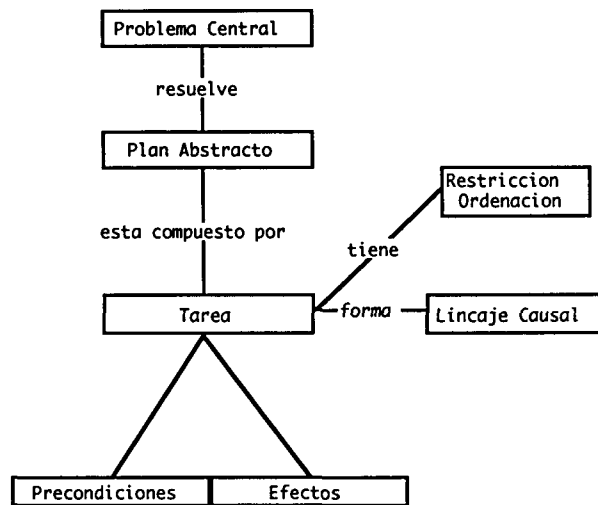 Problema Central
resuelve
Plan Abstracto
Restriccion
Ordenacion
esta compuesto por
tiene
Tarea
forma
Lincaje Causal
Precondiciones
Efectos